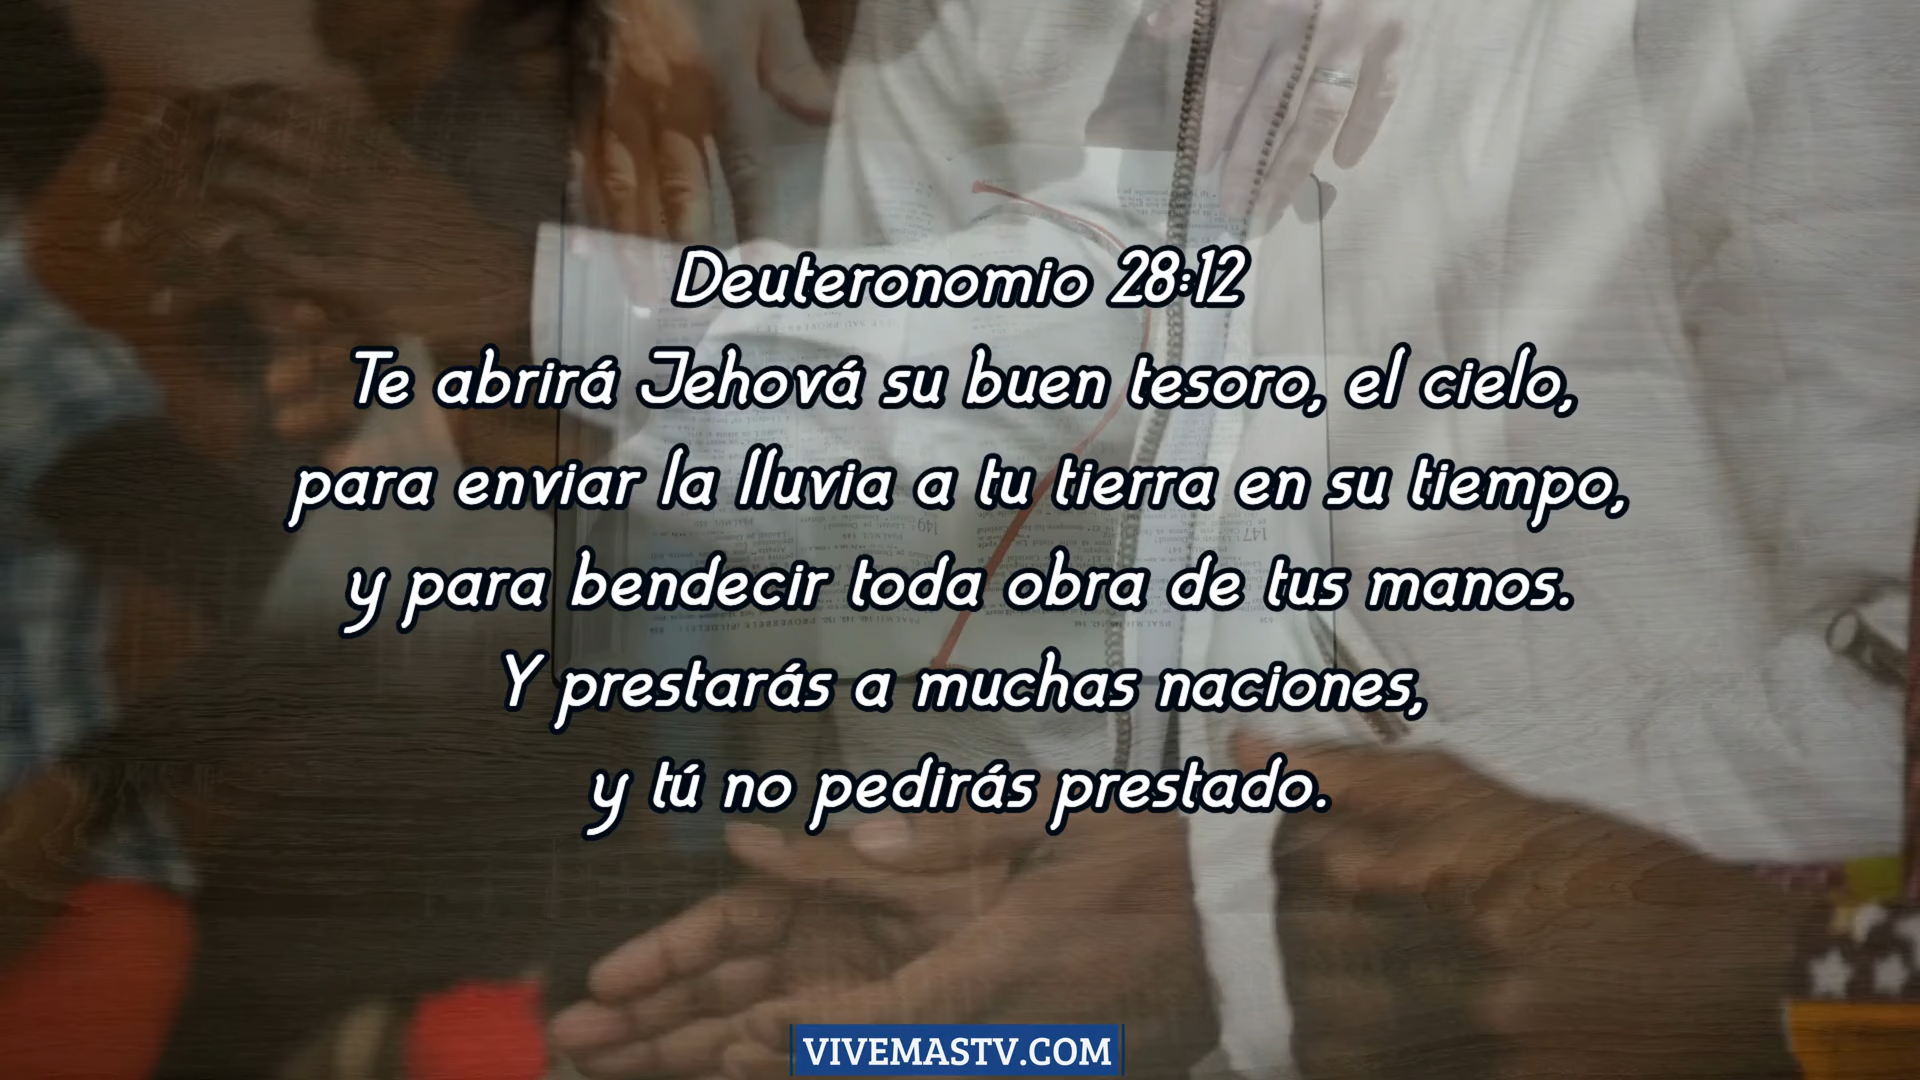 Deuteronomio 28:12
Te abrirá Jehová su buen tesoro, el cielo,
para enviar la lluvia a tu tierra en su tiempo,
y para bendecir toda obra de tus manos.
Y prestarás a muchas naciones,
y tú no pedirás prestado.
VIVEMASTV.COM